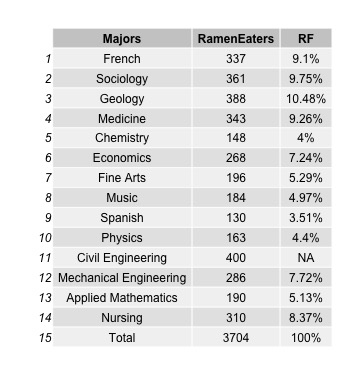 Majors RamenEaters RF
1 French 337 9.1%
2 Sociology 361 9.75%
3 Geology 388 10.48%
4 Medicine 343 9.26%
5 Chemistry 148 4%
6 Economics 268 7.24%
7 Fine Arts 196 5.29%
8 Music 184 4.97%
9 Spanish 130 3.51%
10 Physics 163 4.4%
11 Civil Engineering 400 NA
12 Mechanical Engineering 286 7.72%
13 Applied Mathematics 190 5.13%
14 Nursing 310 8.37%
15 Total 3704 100%